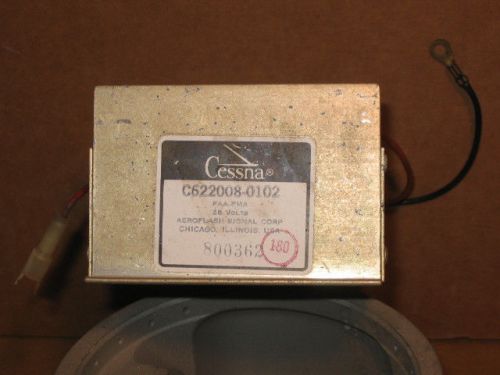 Cessna®
C622008-0102
FAA-PMA
28 Volts
AEROFLASH SIGNAL CORP
CHICAGO, ILLINOIS, USA
800362
180